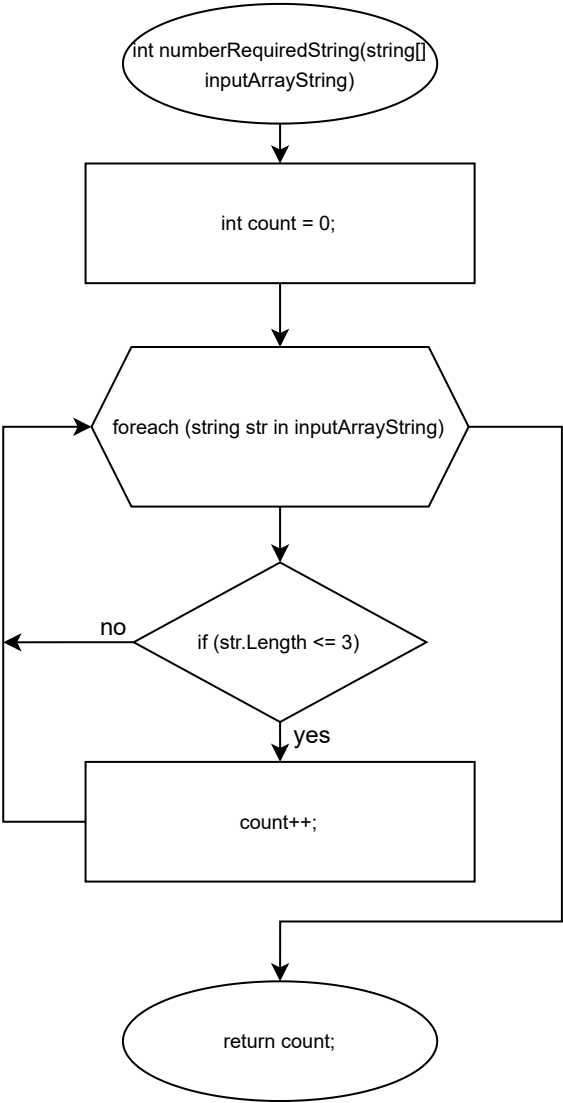 int numberRequiredString(string[]
inputArrayString)
int count = 0;
foreach (string str in inputArrayString)
no
if (str.Length <= 3)
yes
count++;
return count;